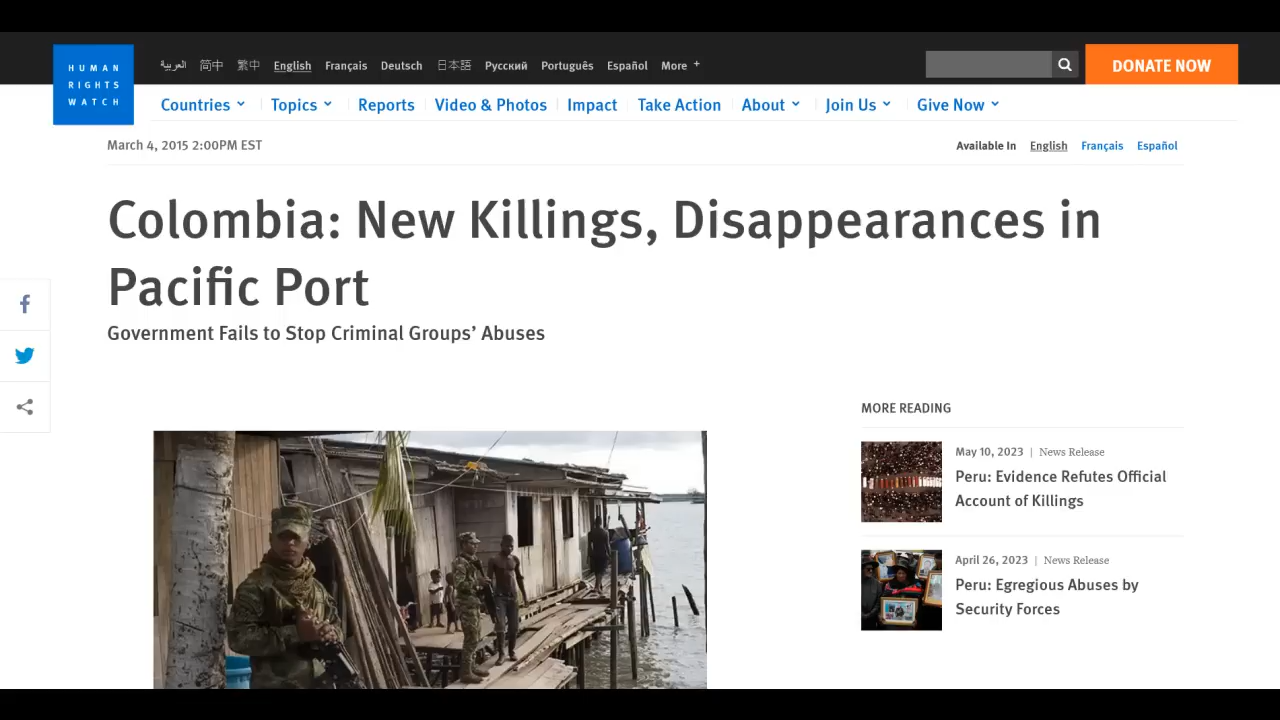 HUMAN
RIGHTS
WATCH
العربية 简中 繁中 English Français Deutsch 日本語 Русский Português Español More +
DONATE NOW
Countries Topics Reports Video & Photos Impact Take Action About Join Us Give Now
March 4, 2015 2:00PM EST
Available In English Français Español
Colombia: New Killings, Disappearances in
Pacific Port
Government Fails to Stop Criminal Groups’ Abuses
MORE READING
May 10, 2023 | News Release
Peru: Evidence Refutes Official
Account of Killings
April 26, 2023 | News Release
Peru: Egregious Abuses by
Security Forces